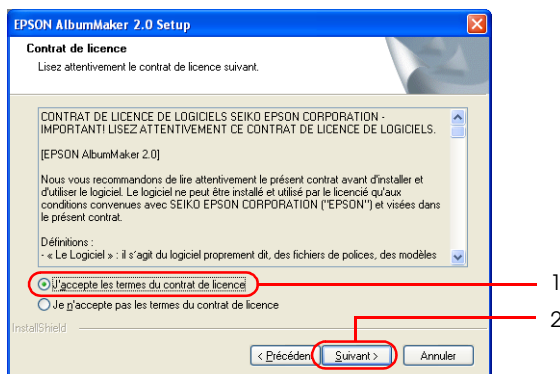 EPSON AlbumMaker 2.0 Setup
Contrat de licence
Lisez attentivement le contrat de licence suivant.
CONTRAT DE LICENCE DE LOGICIELS SEIKO EPSON CORPORATION -
IMPORTANT! LISEZ ATTENTIVEMENT CE CONTRAT DE LICENCE DE LOGICIELS.
[EPSON AlbumMaker 2.0]
Nous vous recommandons de lire attentivement le présent contrat avant d'installer et
d'utiliser le logiciel. Le logiciel ne peut être installé et utilisé par le licencié qu'aux
conditions convenues avec SEIKO EPSON CORPORATION ("EPSON") et visées dans
le présent contrat.
Définitions :
- « Le Logiciel » : il s'agit du logiciel proprement dit, des fichiers de polices, des modèles
J'accepte les termes du contrat de licence
1
Je n'accepte pas les termes du contrat de licence
2
InstallShield
< Précéden
Suivant >
Annuler